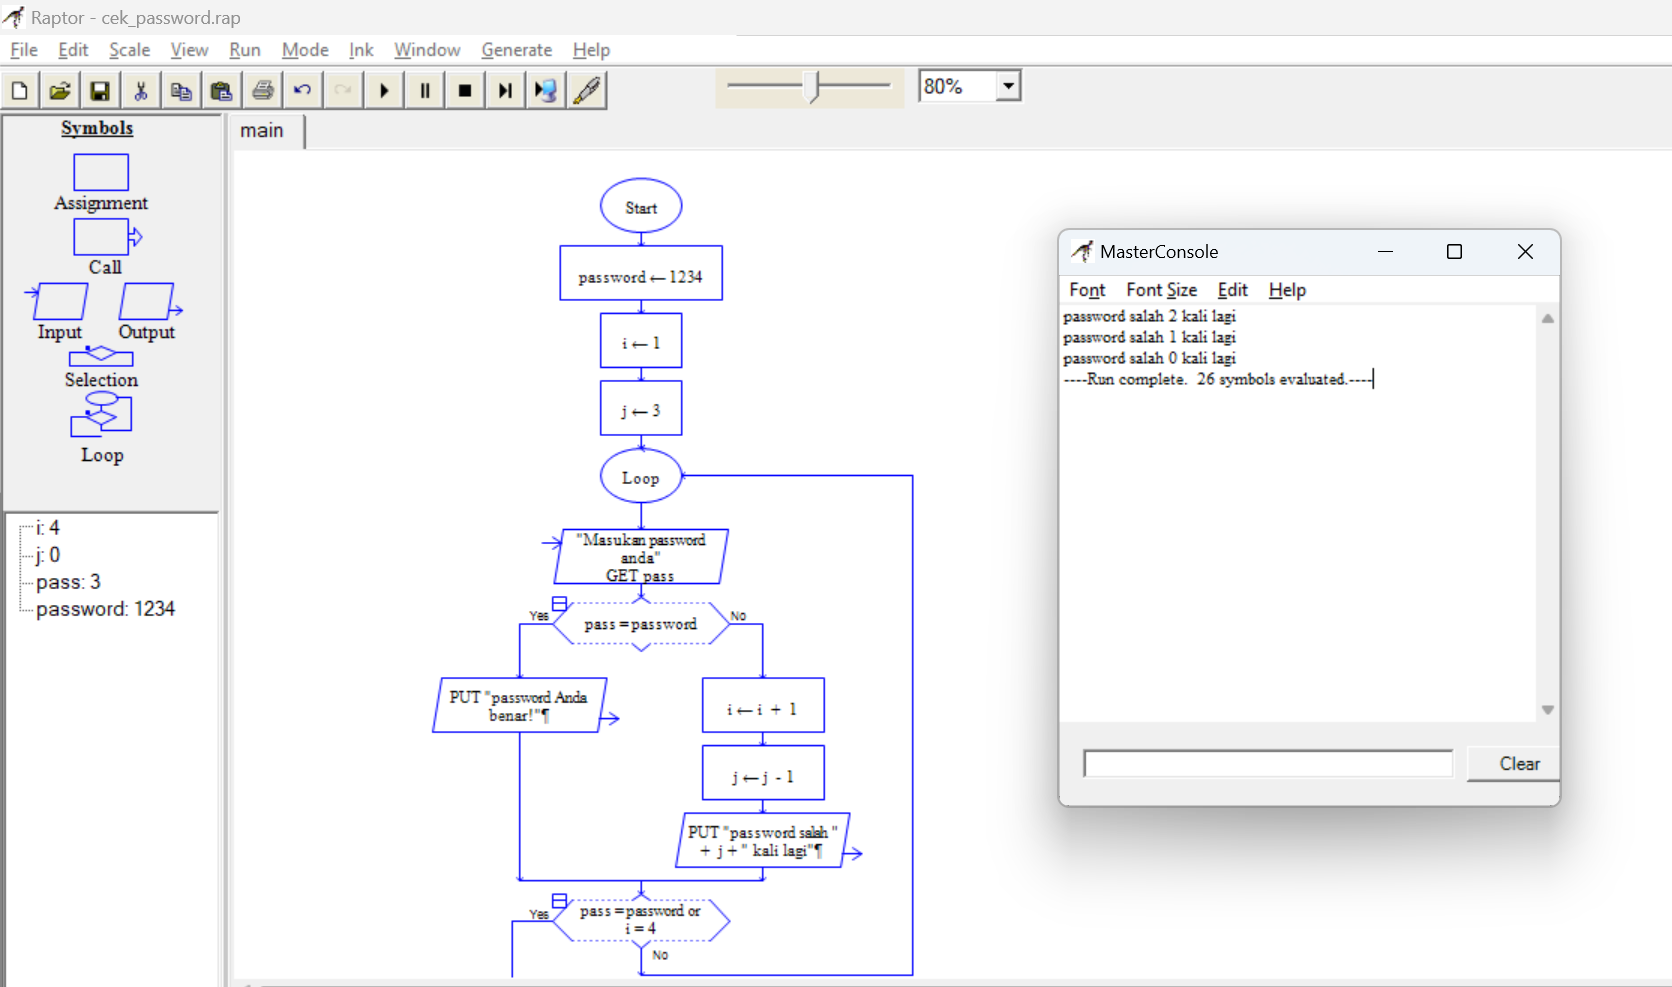 Raptor - cek_password.rap
File Edit Scale View Run Mode Ink Window Generate Help
80%
Symbols
Assignment
Call
Input Output
Selection
Loop
i: 4
j: 0
pass: 3
password: 1234
main
Start
password ← 1234
i ← 1
j ← 3
Loop
"Masukan password
anda"
GET pass
Yes
pass = password
No
PUT "password Anda
benar!"¶
i ← i + 1
j ← j - 1
PUT "password salah "
+ j + " kali lagi"¶
Yes
pass = password or
i = 4
No
MasterConsole
Font Font Size Edit Help
password salah 2 kali lagi
password salah 1 kali lagi
password salah 0 kali lagi
----Run complete.  26 symbols evaluated.----
Clear